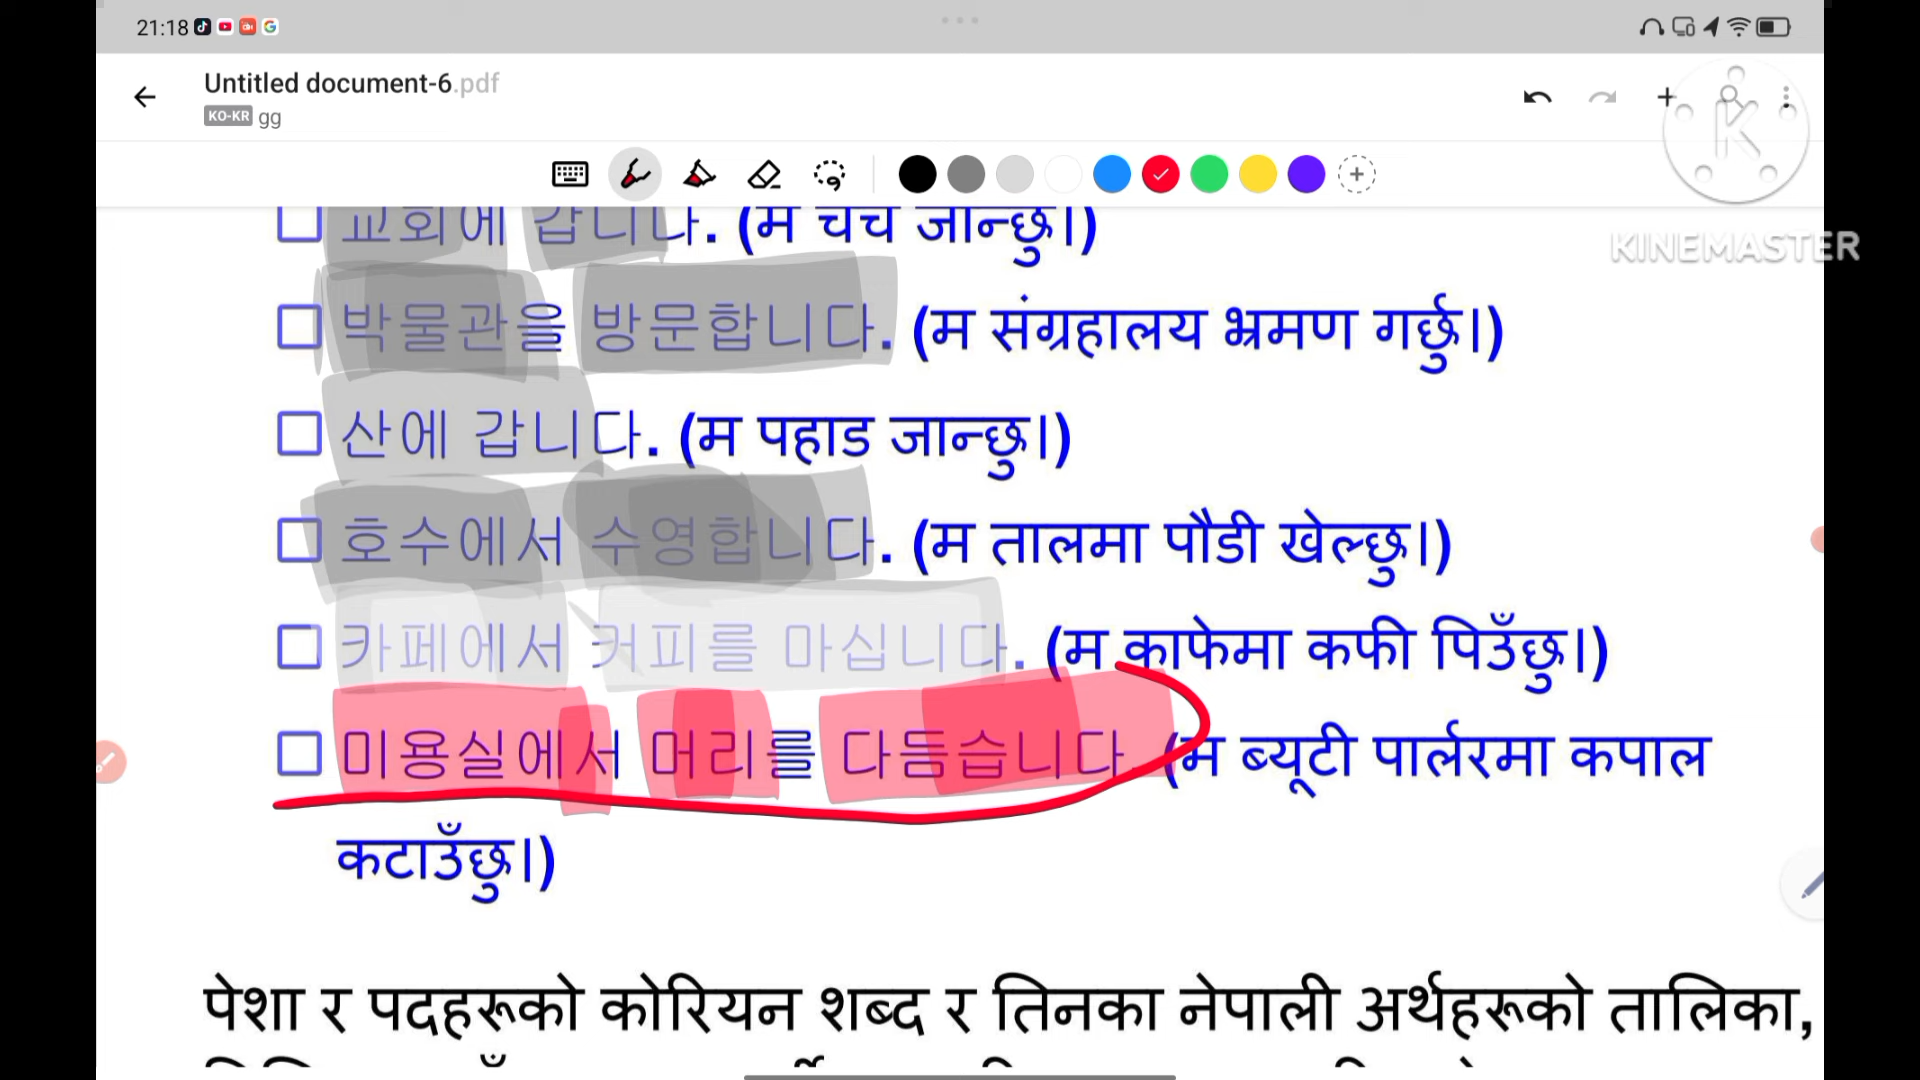 21:18
Untitled document-6.pdf
KO-KR gg
KINEMASTER
교회에 갑니다. (म चर्च जान्छु।)
박물관을 방문합니다. (म संग्रहालय भ्रमण गर्छु।)
산에 갑니다. (म पहाड जान्छु।)
호수에서 수영합니다. (म तालमा पौडी खेल्छु।)
카페에서 커피를 마십니다. (म काफेमा कफी पिउँछु।)
미용실에서 머리를 다듬습니다. (म ब्यूटी पार्लरमा कपाल
कटाउँछु।)
पेशा र पदहरूको कोरियन शब्द र तिनका नेपाली अर्थहरूको तालिका,